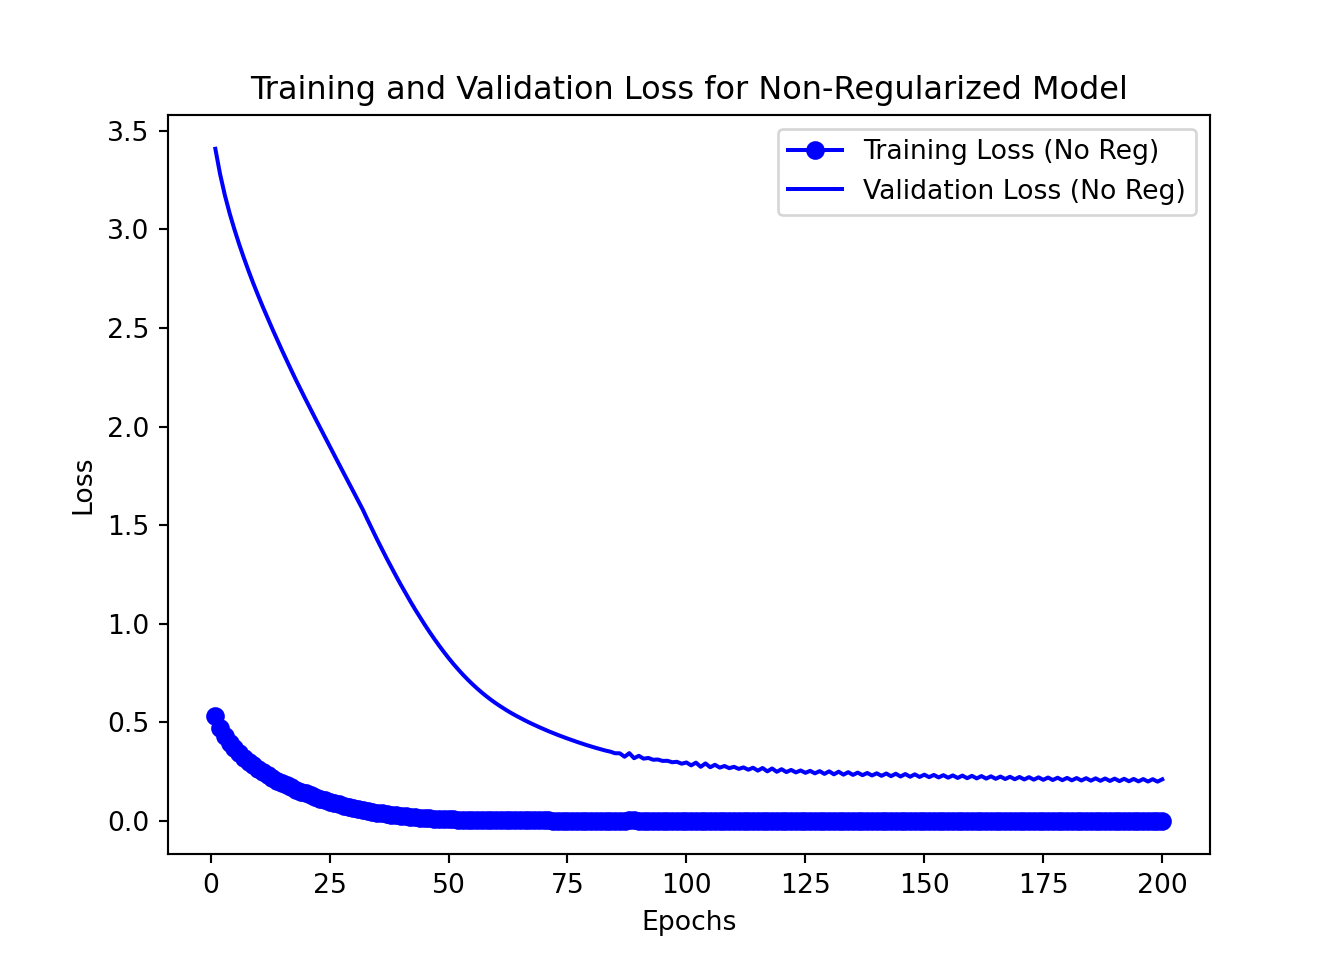 Training and Validation Loss for Non-Regularized Model
Training Loss (No Reg)
Validation Loss (No Reg)
Loss
3.5
3.0
2.5
2.0
1.5
1.0
0.5
0.0
0 25 50 75 100 125 150 175 200
Epochs